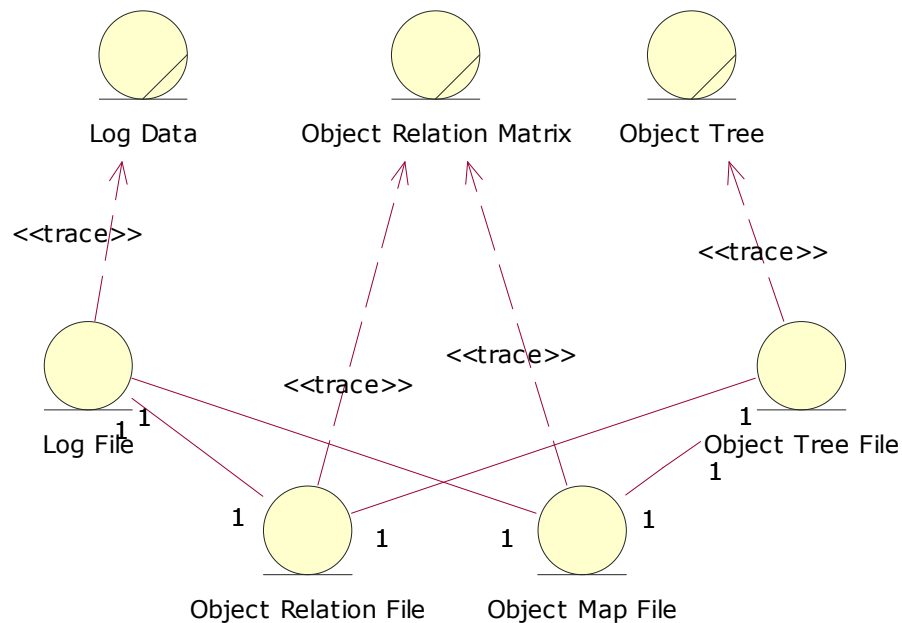 Log Data
Object Relation Matrix
Object Tree
<<trace>>
<<trace>>
<<trace>>
<<trace>>
1
1
1
1
Log File
Object Tree File
1
1
1
1
Object Relation File
Object Map File